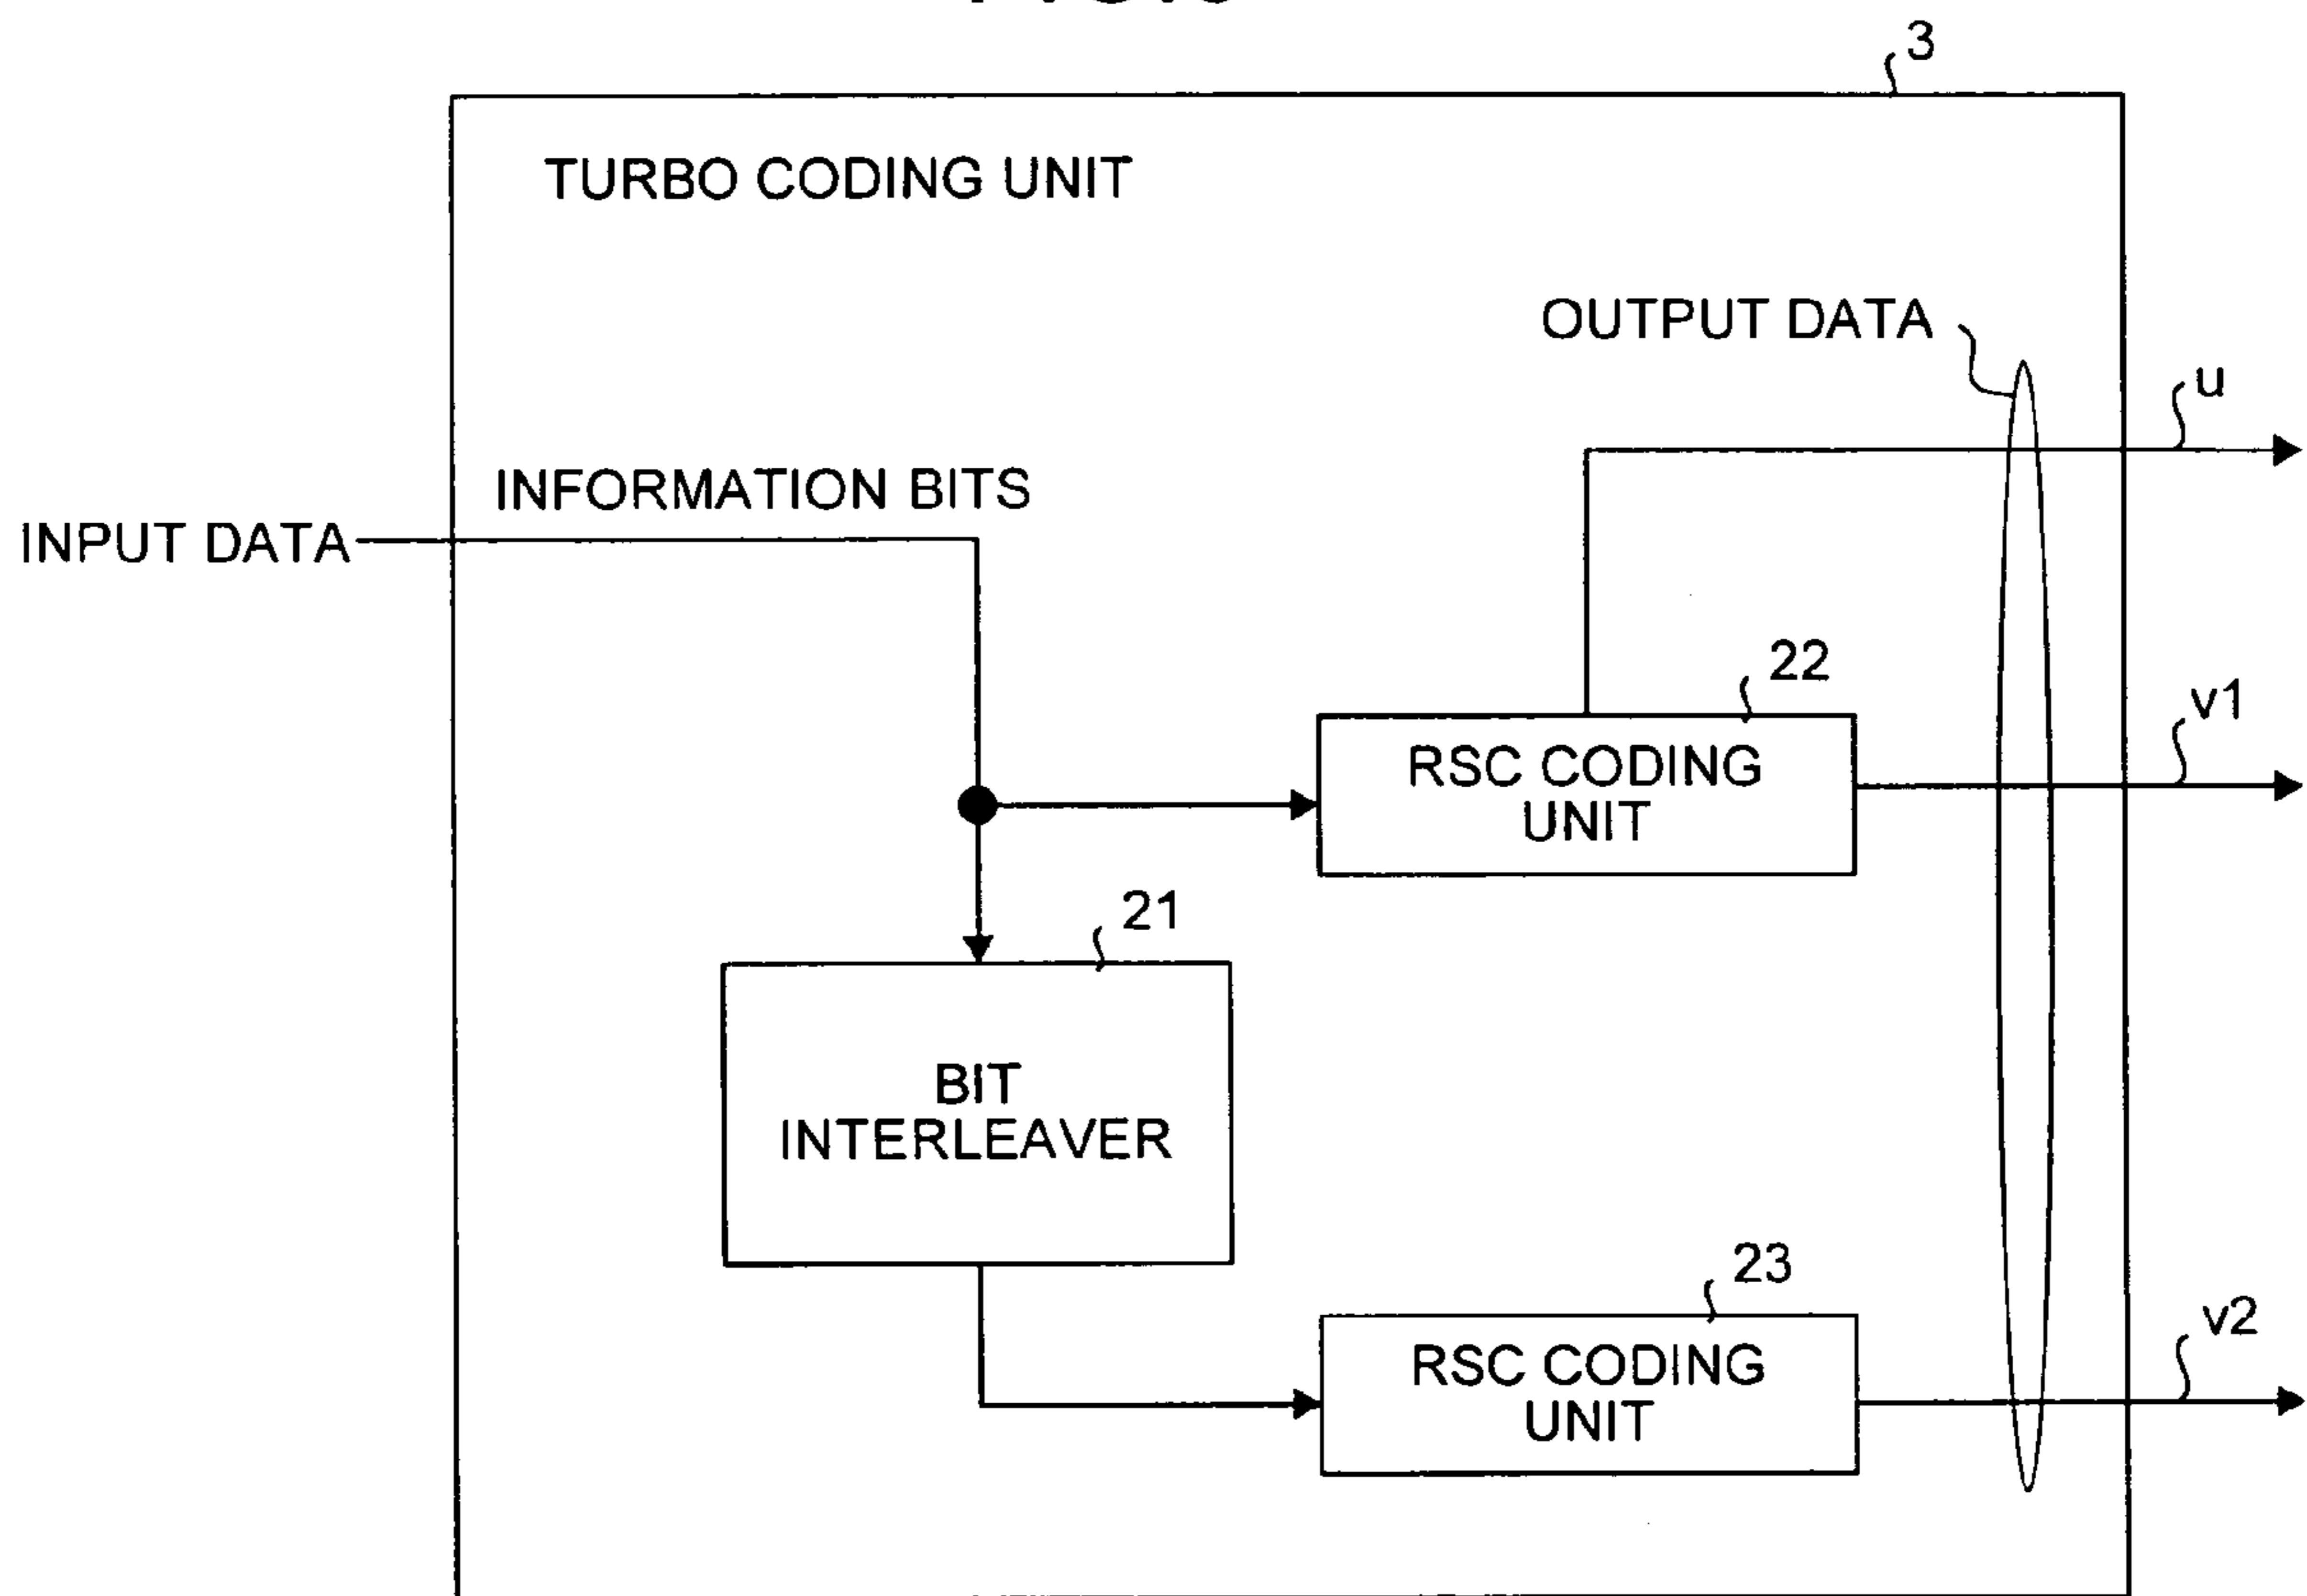 3
TURBO CODING UNIT
OUTPUT DATA
u
INFORMATION BITS
INPUT DATA
22
v1
RSC CODING
UNIT
21
BIT
INTERLEAVER
23
v2
RSC CODING
UNIT